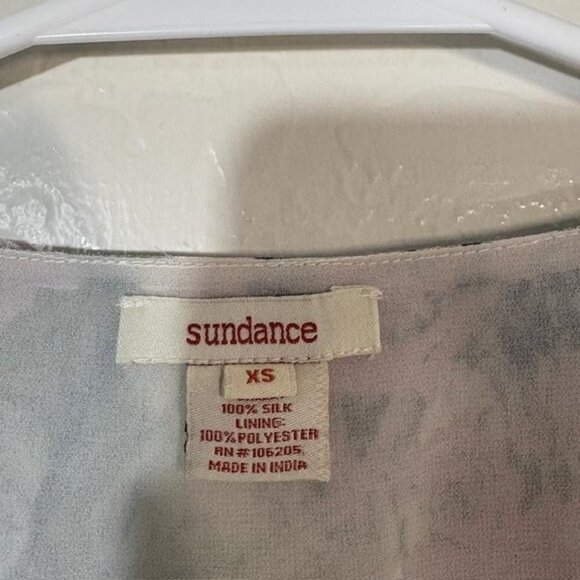 sundance
XS
100% SILK
LINING:
100% POLYESTER
RN #106205
MADE IN INDIA